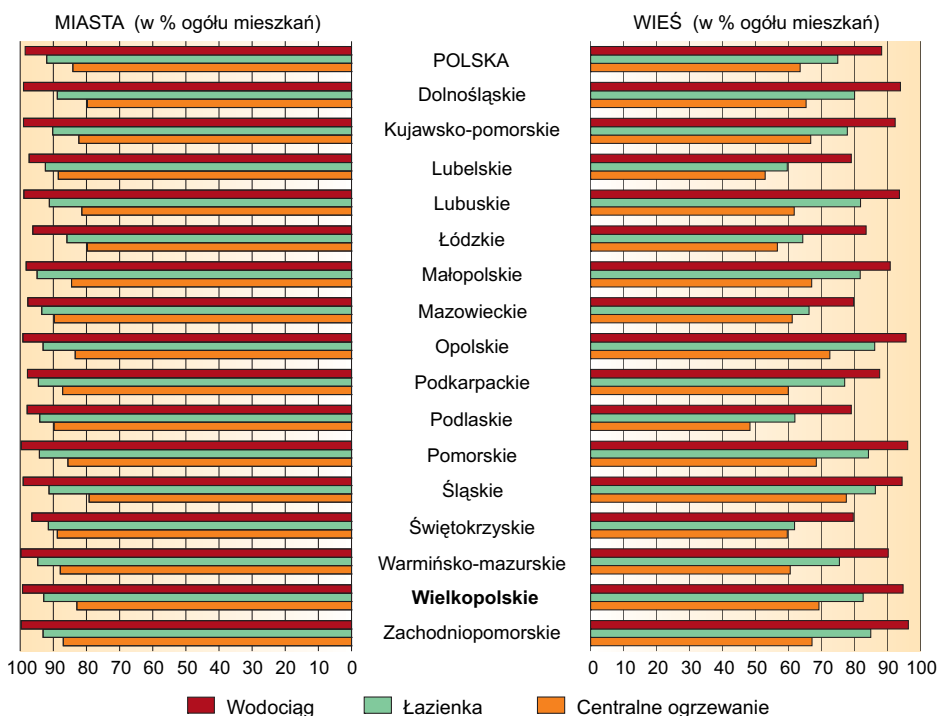 MIASTA (w % ogółu mieszkań)
WIEŚ (w % ogółu mieszkań)
POLSKA
Dolnośląskie
Kujawsko-pomorskie
Lubelskie
Lubuskie
Łódzkie
Małopolskie
Mazowieckie
Opolskie
Podkarpackie
Podlaskie
Pomorskie
Śląskie
Świętokrzyskie
Warmińsko-mazurskie
Wielkopolskie
Zachodniopomorskie
100 90 80 70 60 50 40 30 20 10 0
0 10 20 30 40 50 60 70 80 90 100
Wodociąg Łazienka Centralne ogrzewanie